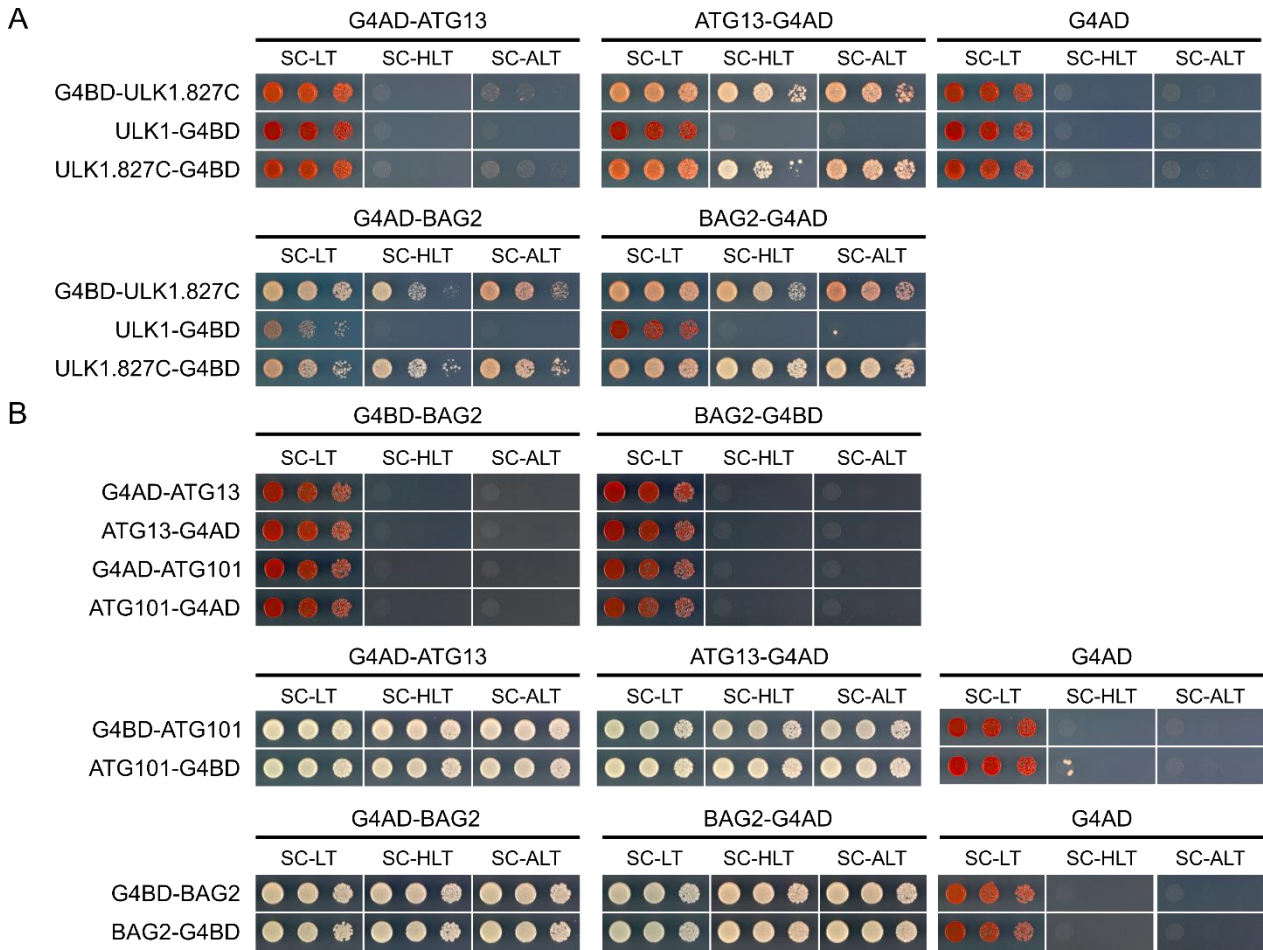 A
G4AD-ATG13 ATG13-G4AD G4AD
SC-LT SC-HLT SC-ALT SC-LT SC-HLT SC-ALT SC-LT SC-HLT SC-ALT
G4BD-ULK1.827C
ULK1-G4BD
ULK1.827C-G4BD
G4AD-BAG2 BAG2-G4AD
SC-LT SC-HLT SC-ALT SC-LT SC-HLT SC-ALT
G4BD-ULK1.827C
ULK1-G4BD
ULK1.827C-G4BD
B
G4BD-BAG2 BAG2-G4BD
SC-LT SC-HLT SC-ALT SC-LT SC-HLT SC-ALT
G4AD-ATG13
ATG13-G4AD
G4AD-ATG101
ATG101-G4AD
G4AD-ATG13 ATG13-G4AD G4AD
SC-LT SC-HLT SC-ALT SC-LT SC-HLT SC-ALT SC-LT SC-HLT SC-ALT
G4BD-ATG101
ATG101-G4BD
G4AD-BAG2 BAG2-G4AD G4AD
SC-LT SC-HLT SC-ALT SC-LT SC-HLT SC-ALT SC-LT SC-HLT SC-ALT
G4BD-BAG2
BAG2-G4BD